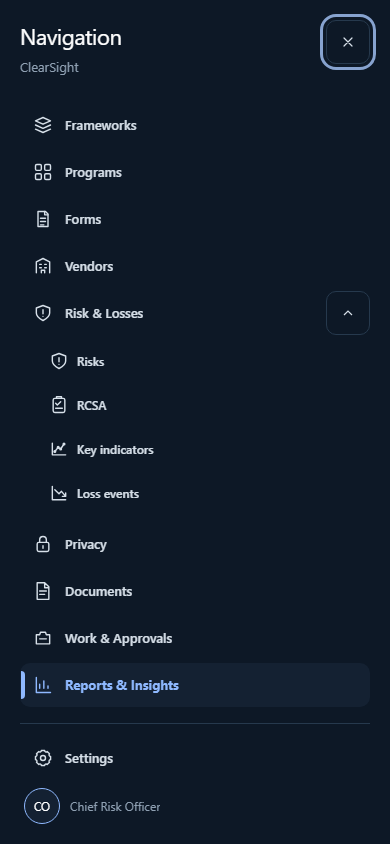 Navigation
ClearSight
Frameworks
Programs
Forms
Vendors
Risk & Losses
Risks
RCSA
Key indicators
Loss events
Privacy
Documents
Work & Approvals
Reports & Insights
Settings
CO Chief Risk Officer